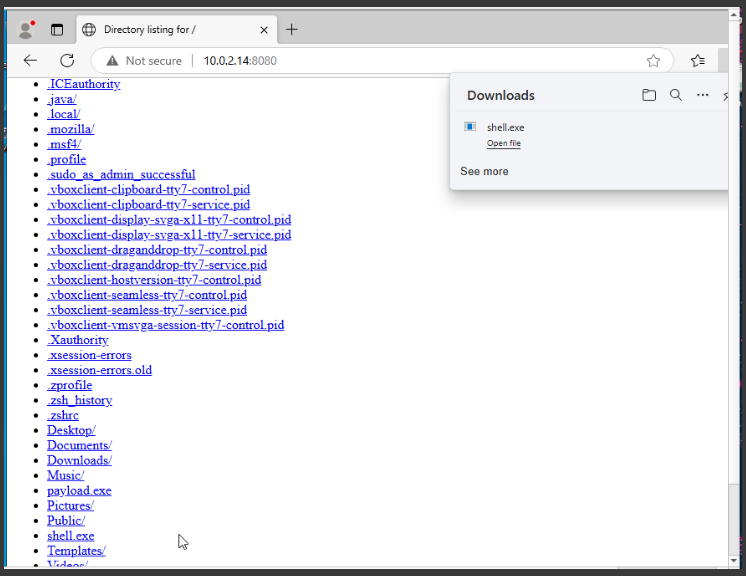 Directory listing for /
Not secure 10.0.2.14:8080
.ICEauthority
.java/
.local/
.mozilla/
.msf4/
.profile
.sudo_as_admin_successful
.vboxclient-clipboard-tty7-control.pid
.vboxclient-clipboard-tty7-service.pid
.vboxclient-display-svga-x11-tty7-control.pid
.vboxclient-display-svga-x11-tty7-service.pid
.vboxclient-draganddrop-tty7-control.pid
.vboxclient-draganddrop-tty7-service.pid
.vboxclient-hostversion-tty7-control.pid
.vboxclient-seamless-tty7-control.pid
.vboxclient-seamless-tty7-service.pid
.vboxclient-vmsvga-session-tty7-control.pid
.Xauthority
.xsession-errors
.xsession-errors.old
.zprofile
.zsh_history
.zshrc
Desktop/
Documents/
Downloads/
Music/
payload.exe
Pictures/
Public/
shell.exe
Templates/
Videos/
Downloads
shell.exe
Open file
See more